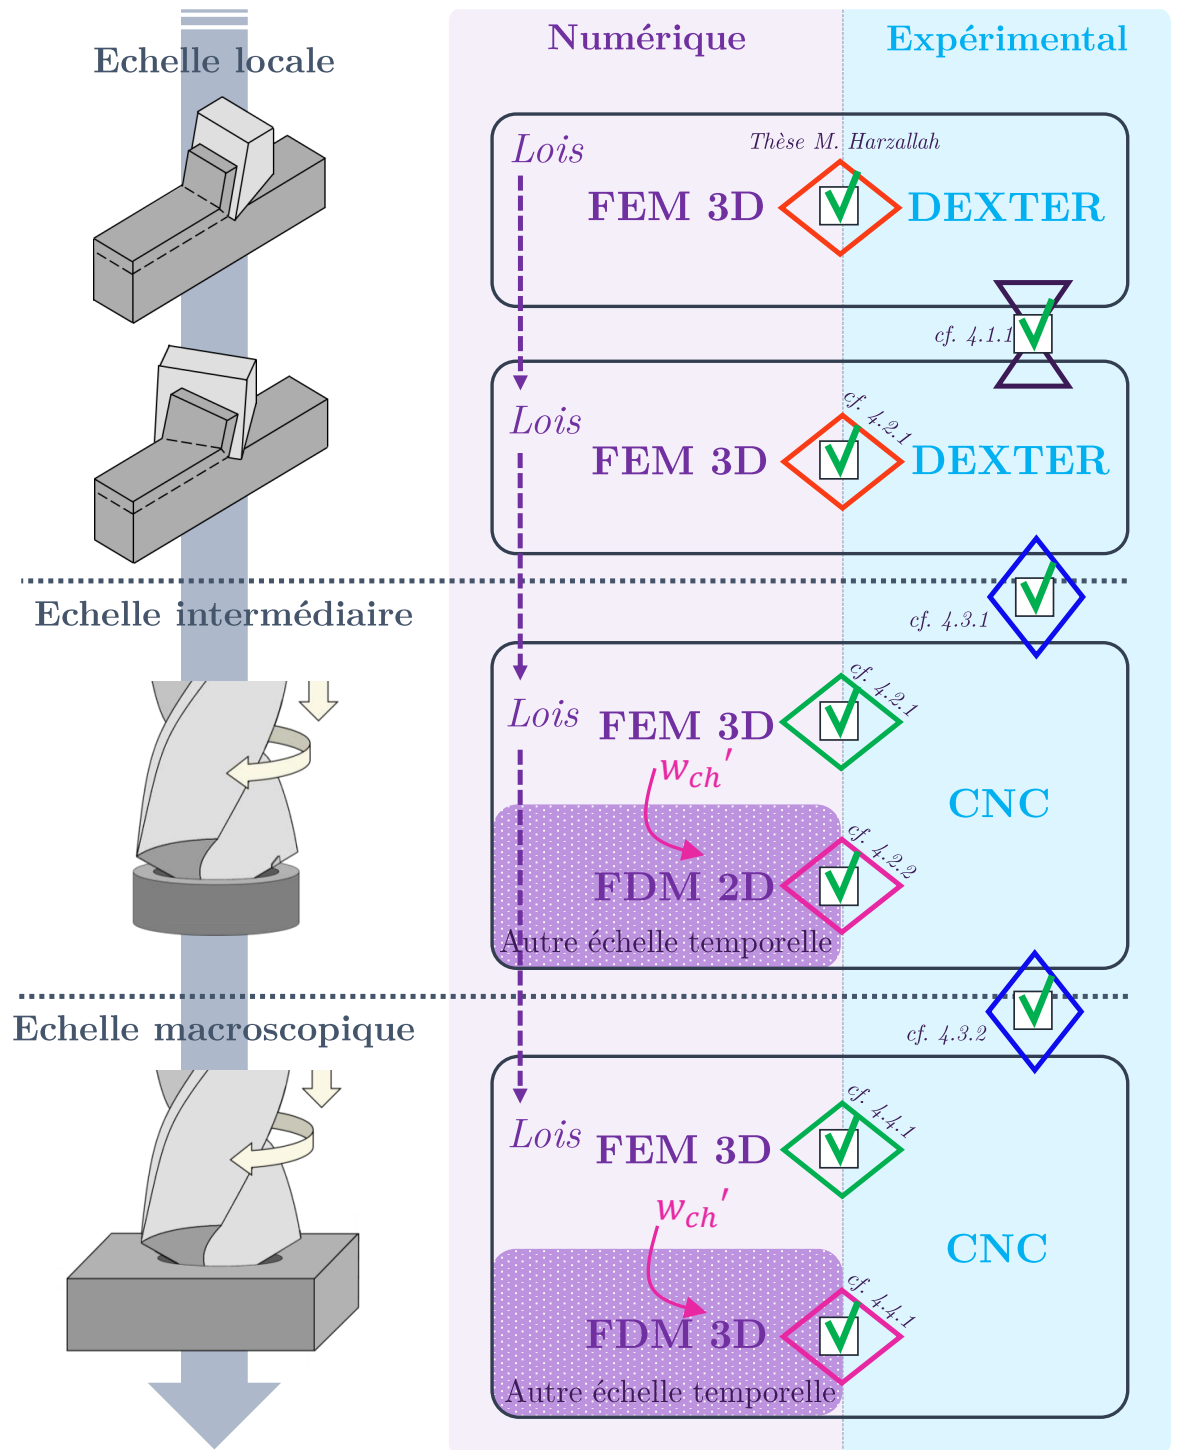 Numérique
Expérimental
Echelle locale
Lois
Thèse M. Harzallah
FEM 3D
DEXTER
cf. 4.1.1
Lois
cf. 4.2.1
FEM 3D
DEXTER
Echelle intermédiaire
cf. 4.3.1
Lois
FEM 3D
cf. 4.2.1
w_ch'
CNC
cf. 4.2.2
FDM 2D
Autre échelle temporelle
Echelle macroscopique
cf. 4.3.2
Lois
FEM 3D
cf. 4.4.1
w_ch'
CNC
cf. 4.4.1
FDM 3D
Autre échelle temporelle